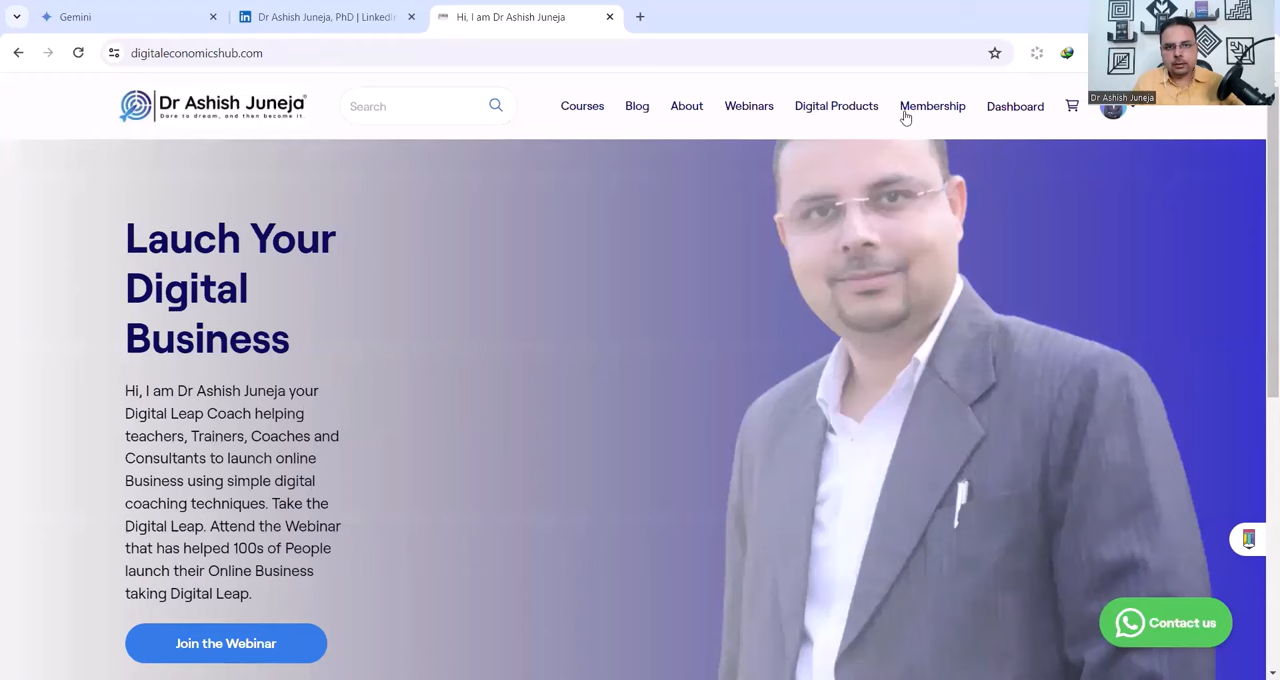 Gemini
Dr Ashish Juneja, PhD | LinkedIn
Hi, I am Dr Ashish Juneja
digitaleconomicshub.com
Dr Ashish Juneja
Dr Ashish Juneja
Dare to dream, and then become it.
Search
Courses
Blog
About
Webinars
Digital Products
Membership
Dashboard
Lauch Your
Digital
Business
Hi, I am Dr Ashish Juneja your
Digital Leap Coach helping
teachers, Trainers, Coaches and
Consultants to launch online
Business using simple digital
coaching techniques. Take the
Digital Leap. Attend the Webinar
that has helped 100s of People
launch their Online Business
taking Digital Leap.
Join the Webinar
Contact us